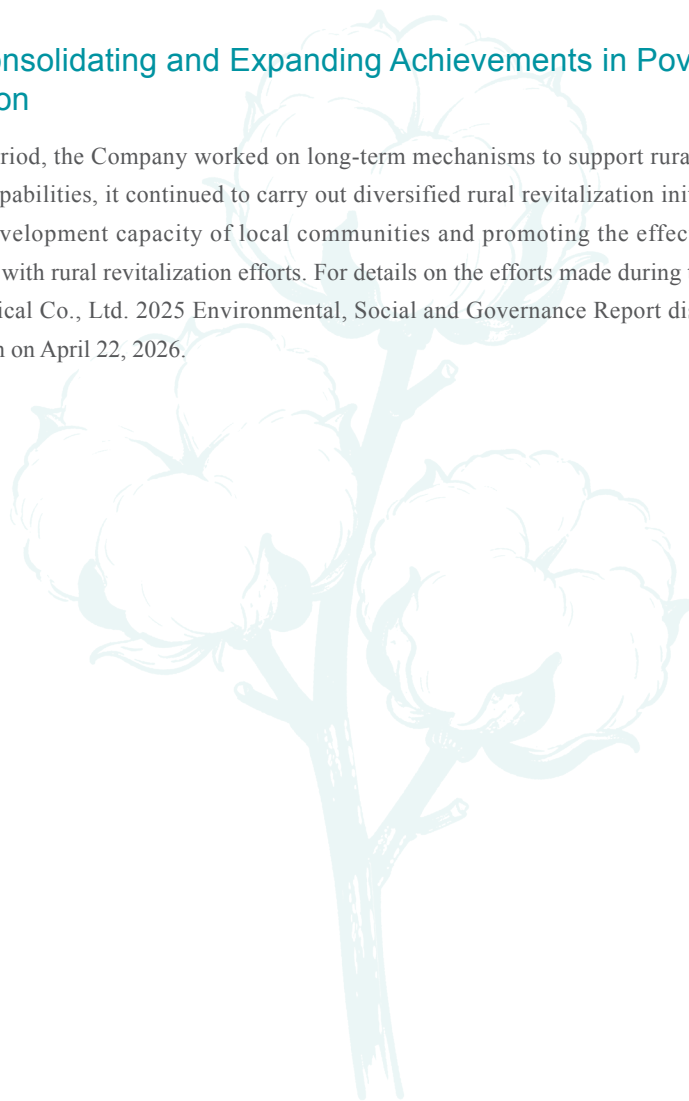 nsolidating and Expanding Achievements in Pov
on
riod, the Company worked on long-term mechanisms to support rura
pabilities, it continued to carry out diversified rural revitalization init
velopment capacity of local communities and promoting the effec
with rural revitalization efforts. For details on the efforts made during
ical Co., Ltd. 2025 Environmental, Social and Governance Report dis
on April 22, 2026.